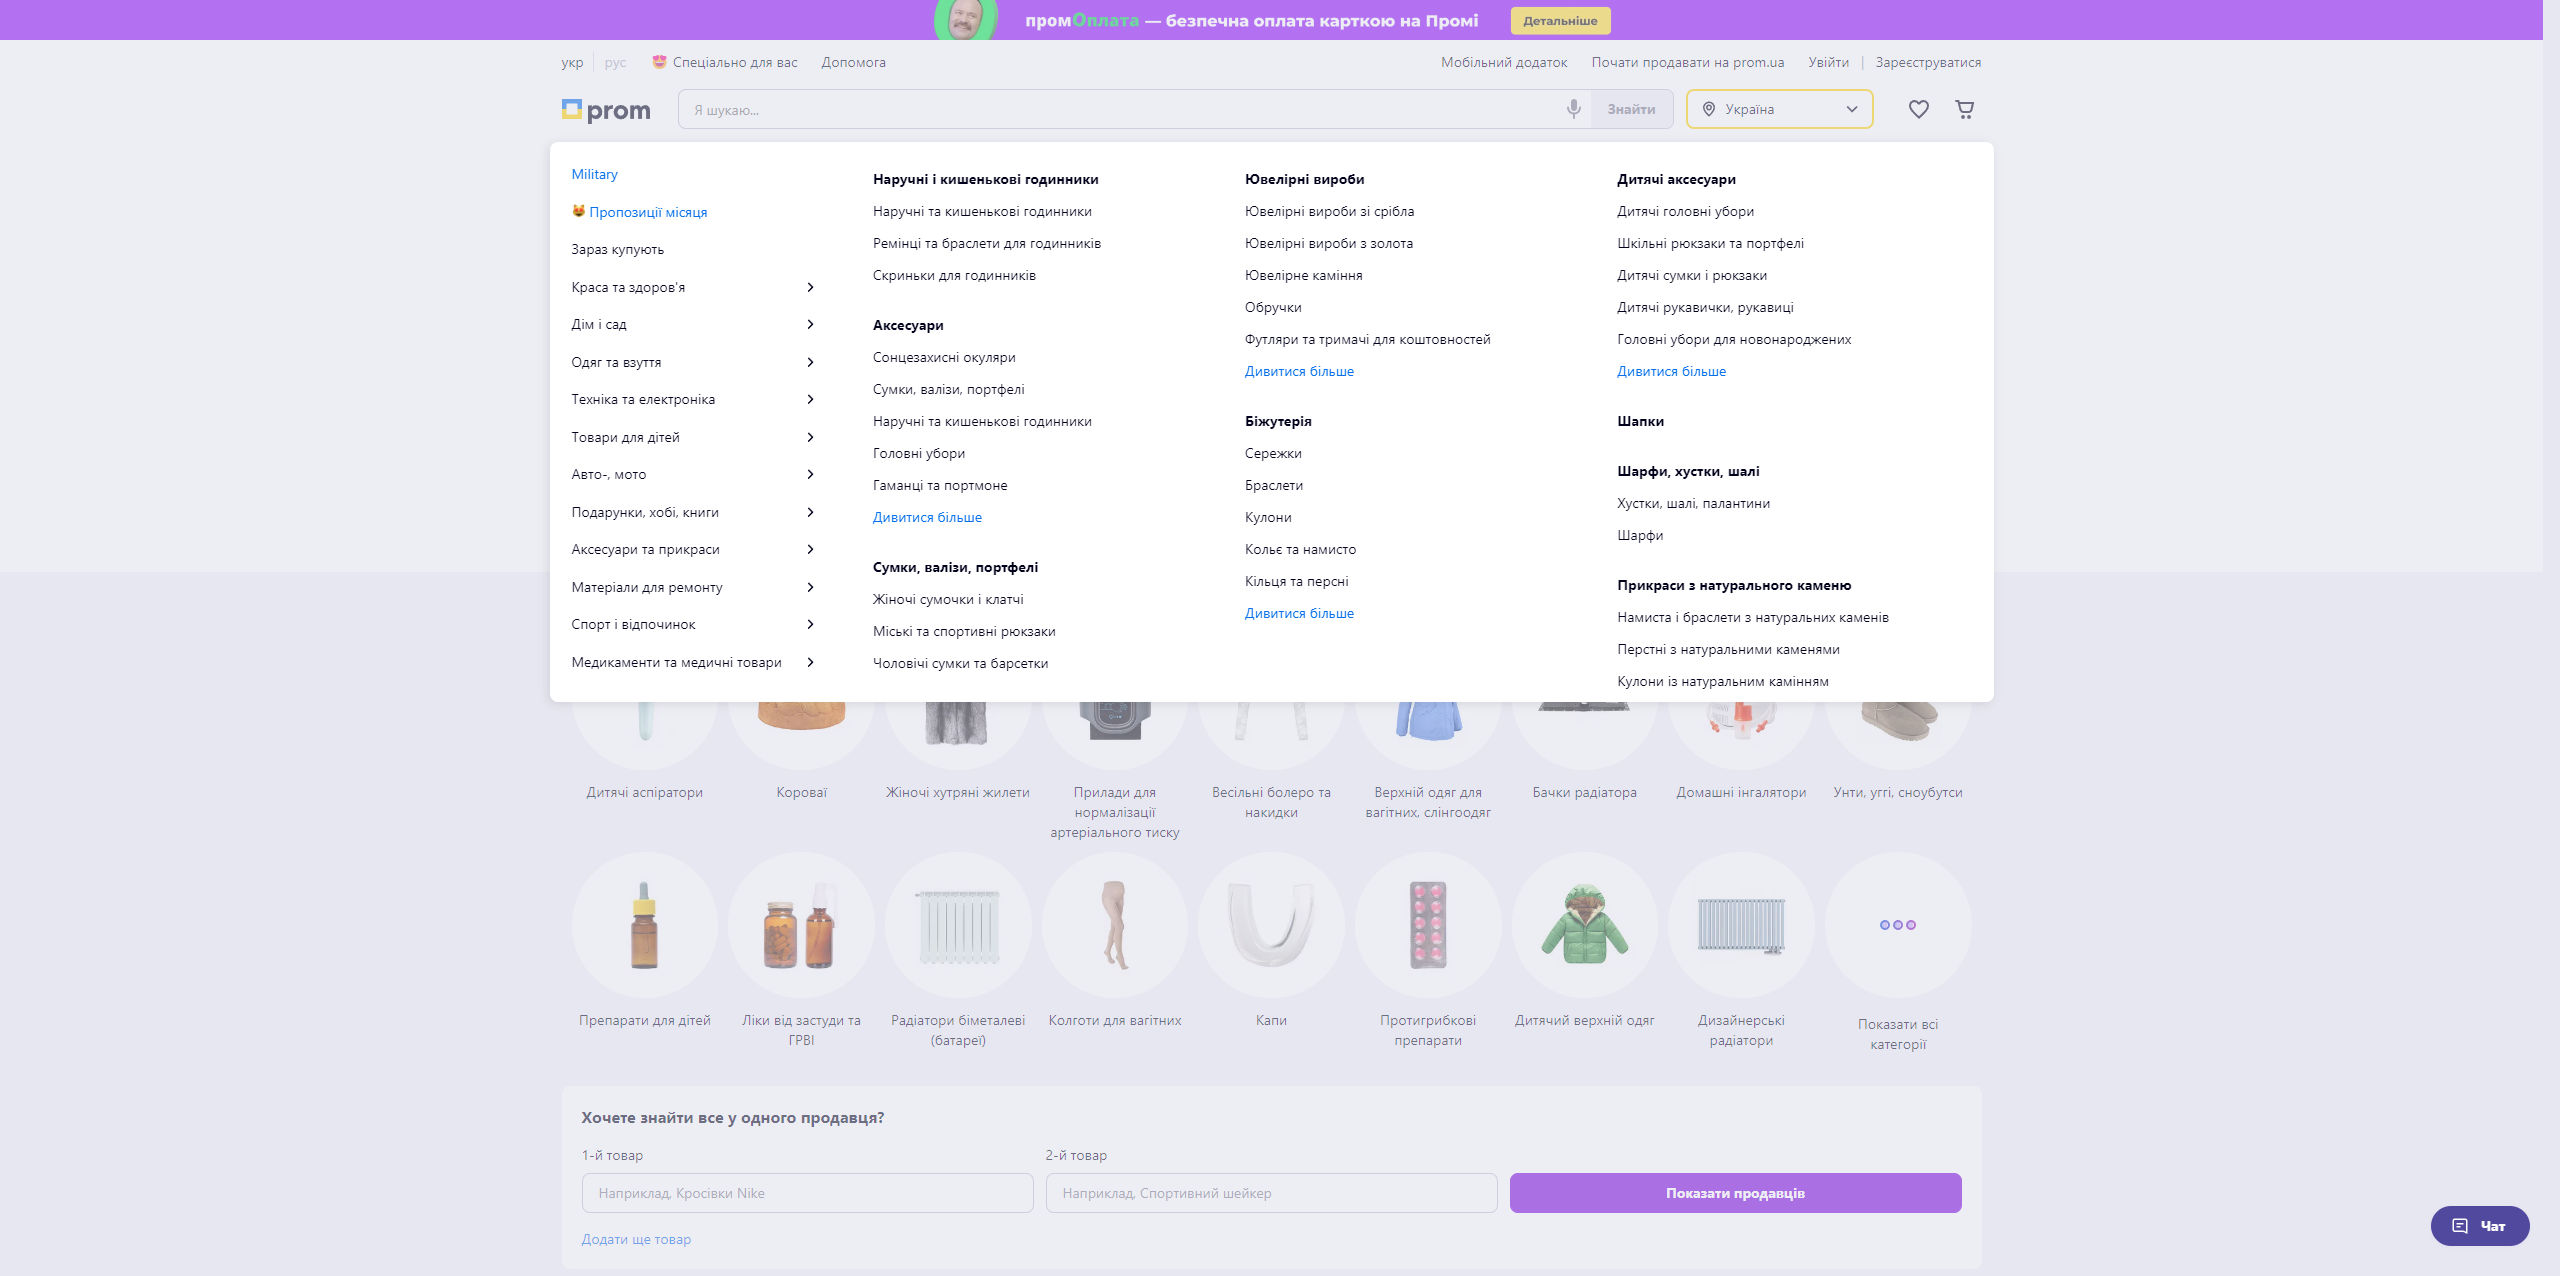 промОплата — безпечна оплата карткою на Промі
Детальніше
укр
рус
Спеціально для вас
Допомога
Мобільний додаток
Почати продавати на prom.ua
Увійти
Зареєструватися
prom
Я шукаю...
Знайти
Україна
Military
Пропозиції місяця
Зараз купують
Краса та здоров'я
Дім і сад
Одяг та взуття
Техніка та електроніка
Товари для дітей
Авто-, мото
Подарунки, хобі, книги
Аксесуари та прикраси
Матеріали для ремонту
Спорт і відпочинок
Медикаменти та медичні товари
Наручні і кишенькові годинники
Наручні та кишенькові годинники
Ремінці та браслети для годинників
Скриньки для годинників
Аксесуари
Сонцезахисні окуляри
Сумки, валізи, портфелі
Наручні та кишенькові годинники
Головні убори
Гаманці та портмоне
Дивитися більше
Сумки, валізи, портфелі
Жіночі сумочки і клатчі
Міські та спортивні рюкзаки
Чоловічі сумки та барсетки
Ювелірні вироби
Ювелірні вироби зі срібла
Ювелірні вироби з золота
Ювелірне каміння
Обручки
Футляри та тримачі для коштовностей
Дивитися більше
Біжутерія
Сережки
Браслети
Кулони
Кольє та намисто
Кільця та персні
Дивитися більше
Дитячі аксесуари
Дитячі головні убори
Шкільні рюкзаки та портфелі
Дитячі сумки і рюкзаки
Дитячі рукавички, рукавиці
Головні убори для новонароджених
Дивитися більше
Шапки
Шарфи, хустки, шалі
Хустки, шалі, палантини
Шарфи
Прикраси з натурального каменю
Намиста і браслети з натуральних каменів
Перстні з натуральними каменями
Кулони із натуральним камінням
Дитячі аспіратори
Короваї
Жіночі хутряні жилети
Прилади для
нормалізації
артеріального тиску
Весільні болеро та
накидки
Верхній одяг для
вагітних, слінгоодяг
Бачки радіатора
Домашні інгалятори
Унти, уггі, сноубутси
Препарати для дітей
Ліки від застуди та
ГРВІ
Радіатори біметалеві
(батареї)
Колготи для вагітних
Капи
Протигрибкові
препарати
Дитячий верхній одяг
Дизайнерські
радіатори
Показати всі
категорії
Хочете знайти все у одного продавця?
1-й товар
2-й товар
Наприклад, Кросівки Nike
Наприклад, Спортивний шейкер
Показати продавців
Додати ще товар
Чат